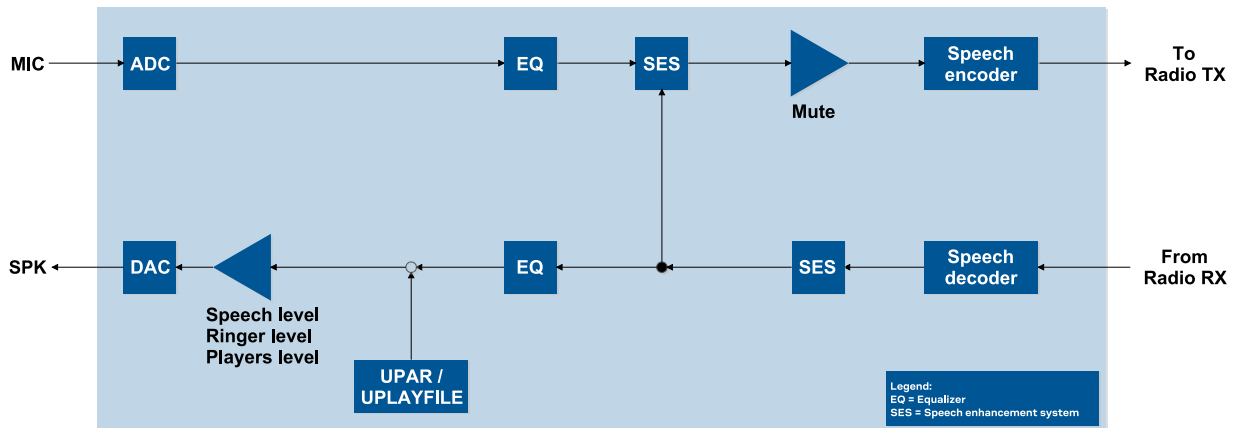 MIC
ADC
EQ
SES
Mute
Speech
encoder
To
Radio TX
SPK
DAC
Speech level
Ringer level
Players level
UPAR /
UPLAYFILE
EQ
SES
Speech
decoder
From
Radio RX
Legend:
EQ = Equalizer
SES = Speech enhancement system